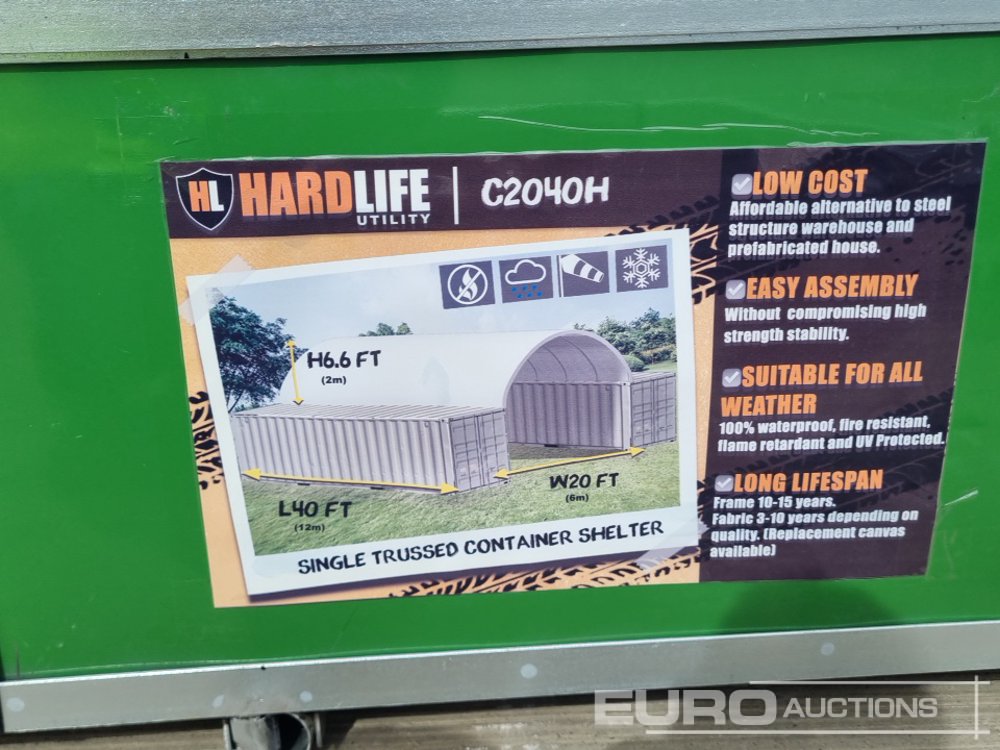 HL HARDLIFE
UTILITY
C2040H
H6.6 FT
(2m)
L40 FT
(12m)
W20 FT
(6m)
SINGLE TRUSSED CONTAINER SHELTER
LOW COST
Affordable alternative to steel
structure warehouse and
prefabricated house.
EASY ASSEMBLY
Without compromising high
strength stability.
SUITABLE FOR ALL
WEATHER
100% waterproof, fire resistant,
flame retardant and UV Protected.
LONG LIFESPAN
Frame 10-15 years.
Fabric 3-10 years depending on
quality. (Replacement canvas
available)
EURO AUCTIONS